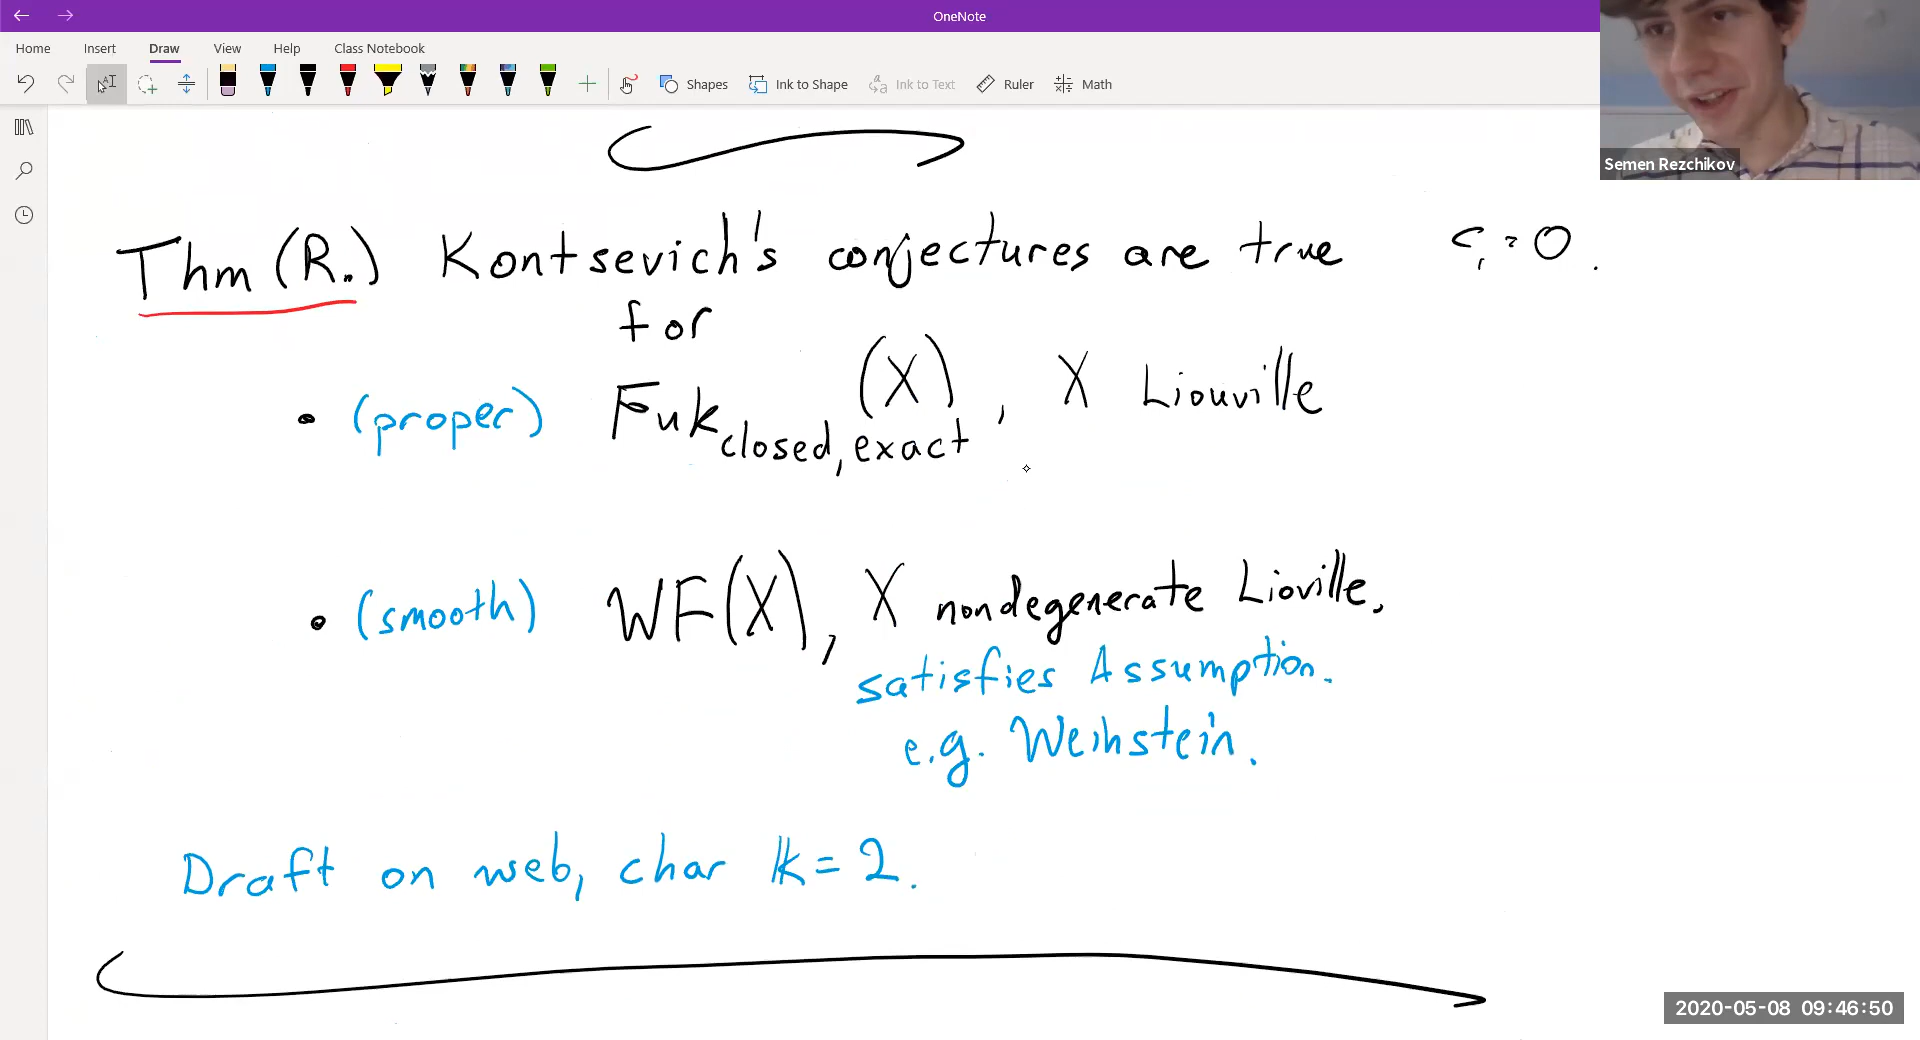 OneNote
Home Insert Draw View Help Class Notebook
Shapes Ink to Shape Ink to Text Ruler Math
Semen Rezchikov
Thm (R.) Kontsevich's conjectures are true c₁ = 0.
for
• (proper) Fuk closed, exact (X), X Liouville
• (smooth) WF(X), X nondegenerate Lioville,
satisfies Assumption.
e.g. Weinstein.
Draft on web, char 𝕜 = 2.
2020-05-08 09:46:50